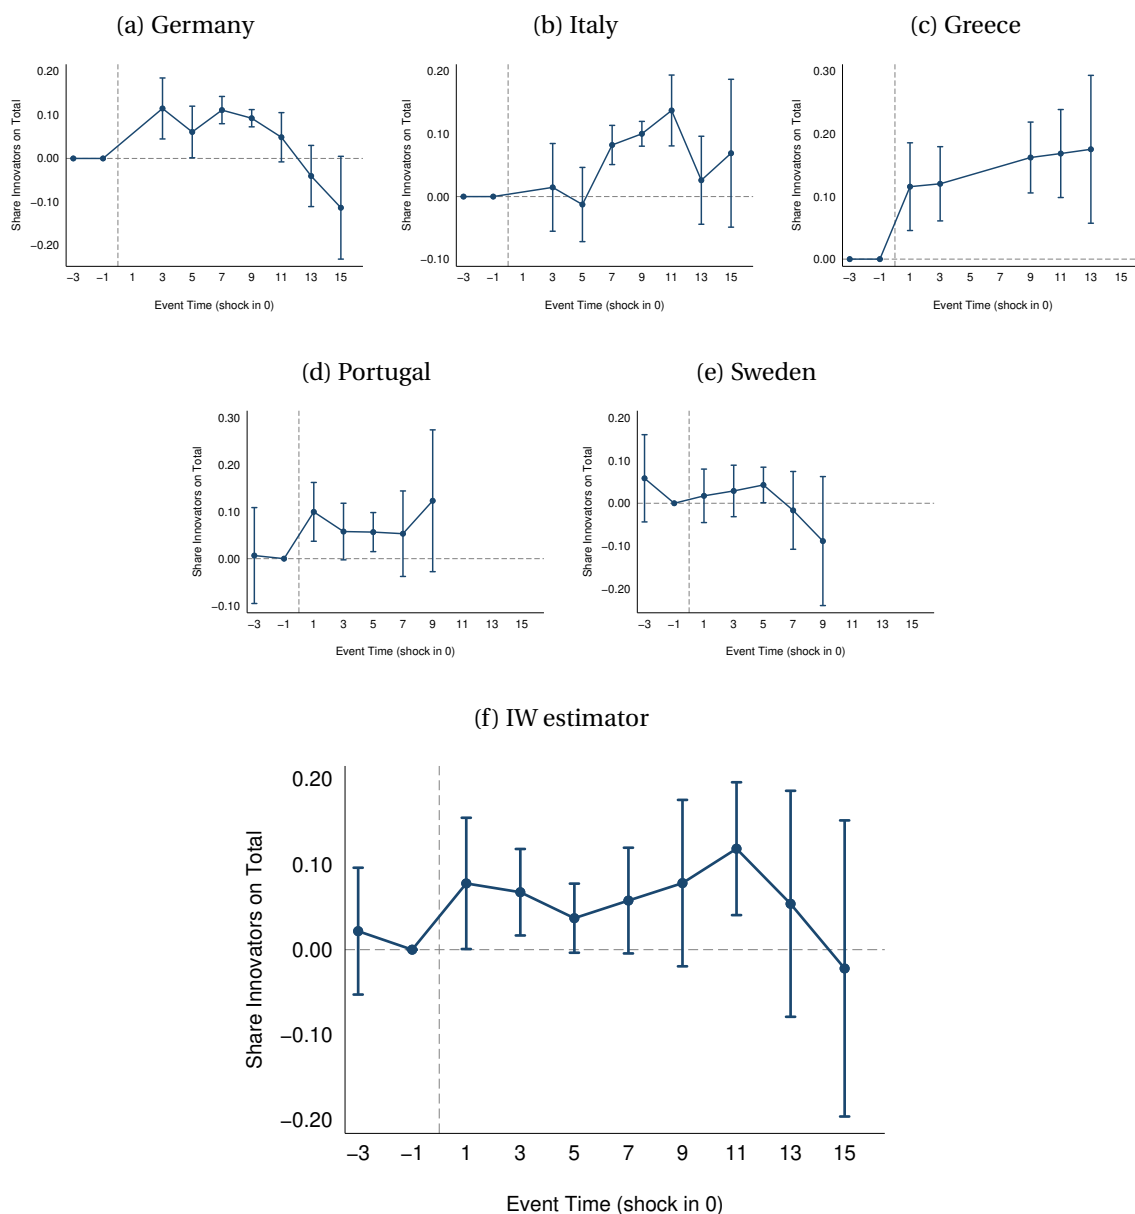 (a) Germany
(b) Italy
(c) Greece
Share Innovators on Total
0.20
0.10
0.00
−0.10
−0.20
−3 −1 1 3 5 7 9 11 13 15
Event Time (shock in 0)
Share Innovators on Total
0.20
0.10
0.00
−0.10
−3 −1 1 3 5 7 9 11 13 15
Event Time (shock in 0)
Share Innovators on Total
0.30
0.20
0.10
0.00
−3 −1 1 3 5 7 9 11 13 15
Event Time (shock in 0)
(d) Portugal
(e) Sweden
Share Innovators on Total
0.30
0.20
0.10
0.00
−0.10
−3 −1 1 3 5 7 9 11 13 15
Event Time (shock in 0)
Share Innovators on Total
0.20
0.10
0.00
−0.10
−0.20
−3 −1 1 3 5 7 9 11 13 15
Event Time (shock in 0)
(f) IW estimator
Share Innovators on Total
0.20
0.10
0.00
−0.10
−0.20
−3 −1 1 3 5 7 9 11 13 15
Event Time (shock in 0)